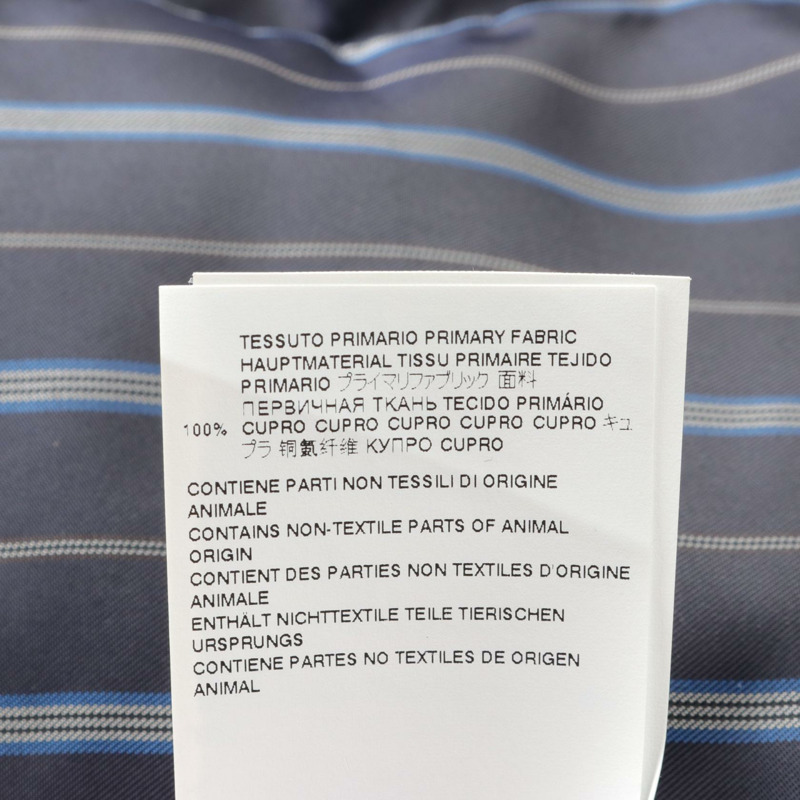 TESSUTO PRIMARIO PRIMARY FABRIC
HAUPTMATERIAL TISSU PRIMAIRE TEJIDO
PRIMARIO プライマリファブリック 面料
ПЕРВИЧНАЯ ТКАНЬ TECIDO PRIMÁRIO
100% CUPRO CUPRO CUPRO CUPRO CUPRO キュ
プラ 铜氨纤维 КУПРО CUPRO
CONTIENE PARTI NON TESSILI DI ORIGINE
ANIMALE
CONTAINS NON-TEXTILE PARTS OF ANIMAL
ORIGIN
CONTIENT DES PARTIES NON TEXTILES D'ORIGINE
ANIMALE
ENTHÄLT NICHTTEXTILE TEILE TIERISCHEN
URSPRUNGS
CONTIENE PARTES NO TEXTILES DE ORIGEN
ANIMAL